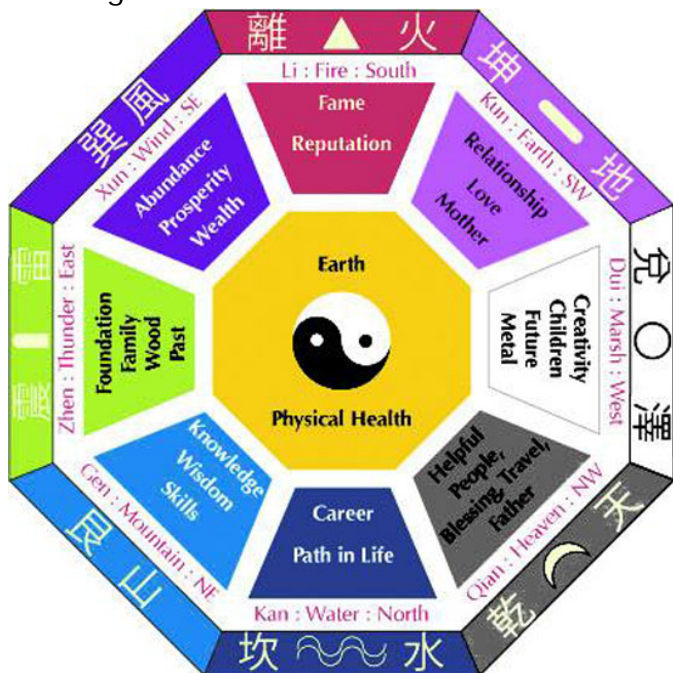 離 火
Li : Fire : South
Fame
Reputation
坤 地
Kun : Earth : SW
Relationship
Love
Mother
兌 澤
Dui : Marsh : West
Creativity
Children
Future
Metal
天 乾
Qian : Heaven : NW
Helpful
People,
Blessing, Travel,
Father
坎 水
Kan : Water : North
Career
Path in Life
艮 山
Gen : Mountain : NE
Knowledge
Wisdom
Skills
雷 震
Zhen : Thunder : East
Foundation
Family
Wood
Past
巽 風
Xun : Wind : SE
Abundance
Prosperity
Wealth
Earth
Physical Health